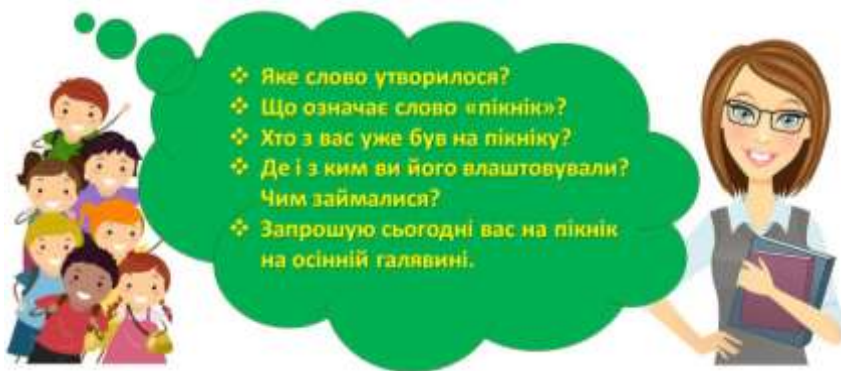 ❖ Яке слово утворилося?
❖ Що означає слово «пікнік»?
❖ Хто з вас уже був на пікніку?
❖ Де і з ким ви його влаштовували?
Чим займалися?
❖ Запрошую сьогодні вас на пікнік
на осінній галявині.